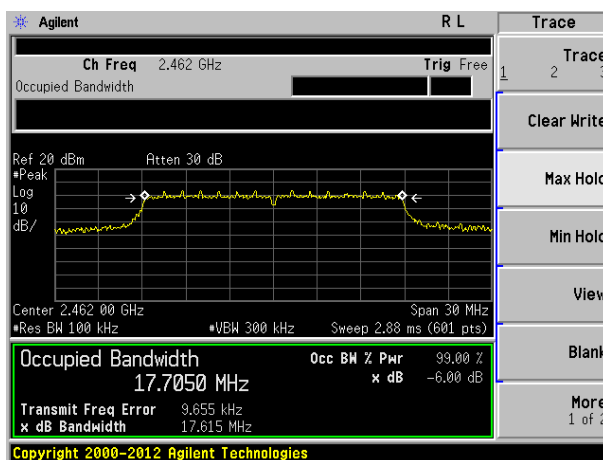 Agilent R L Trace
Ch Freq 2.462 GHz Trig Free
Occupied Bandwidth
Trace
1 2 3
Clear Write
Max Hold
Min Hold
View
Blank
More
1 of 2
Ref 20 dBm Atten 30 dB
#Peak
Log
10
dB/
Center 2.462 00 GHz Span 30 MHz
#Res BW 100 kHz #VBW 300 kHz Sweep 2.88 ms (601 pts)
Occupied Bandwidth Occ BW % Pwr 99.00 %
17.7050 MHz x dB -6.00 dB
Transmit Freq Error 9.655 kHz
x dB Bandwidth 17.615 MHz
Copyright 2000-2012 Agilent Technologies